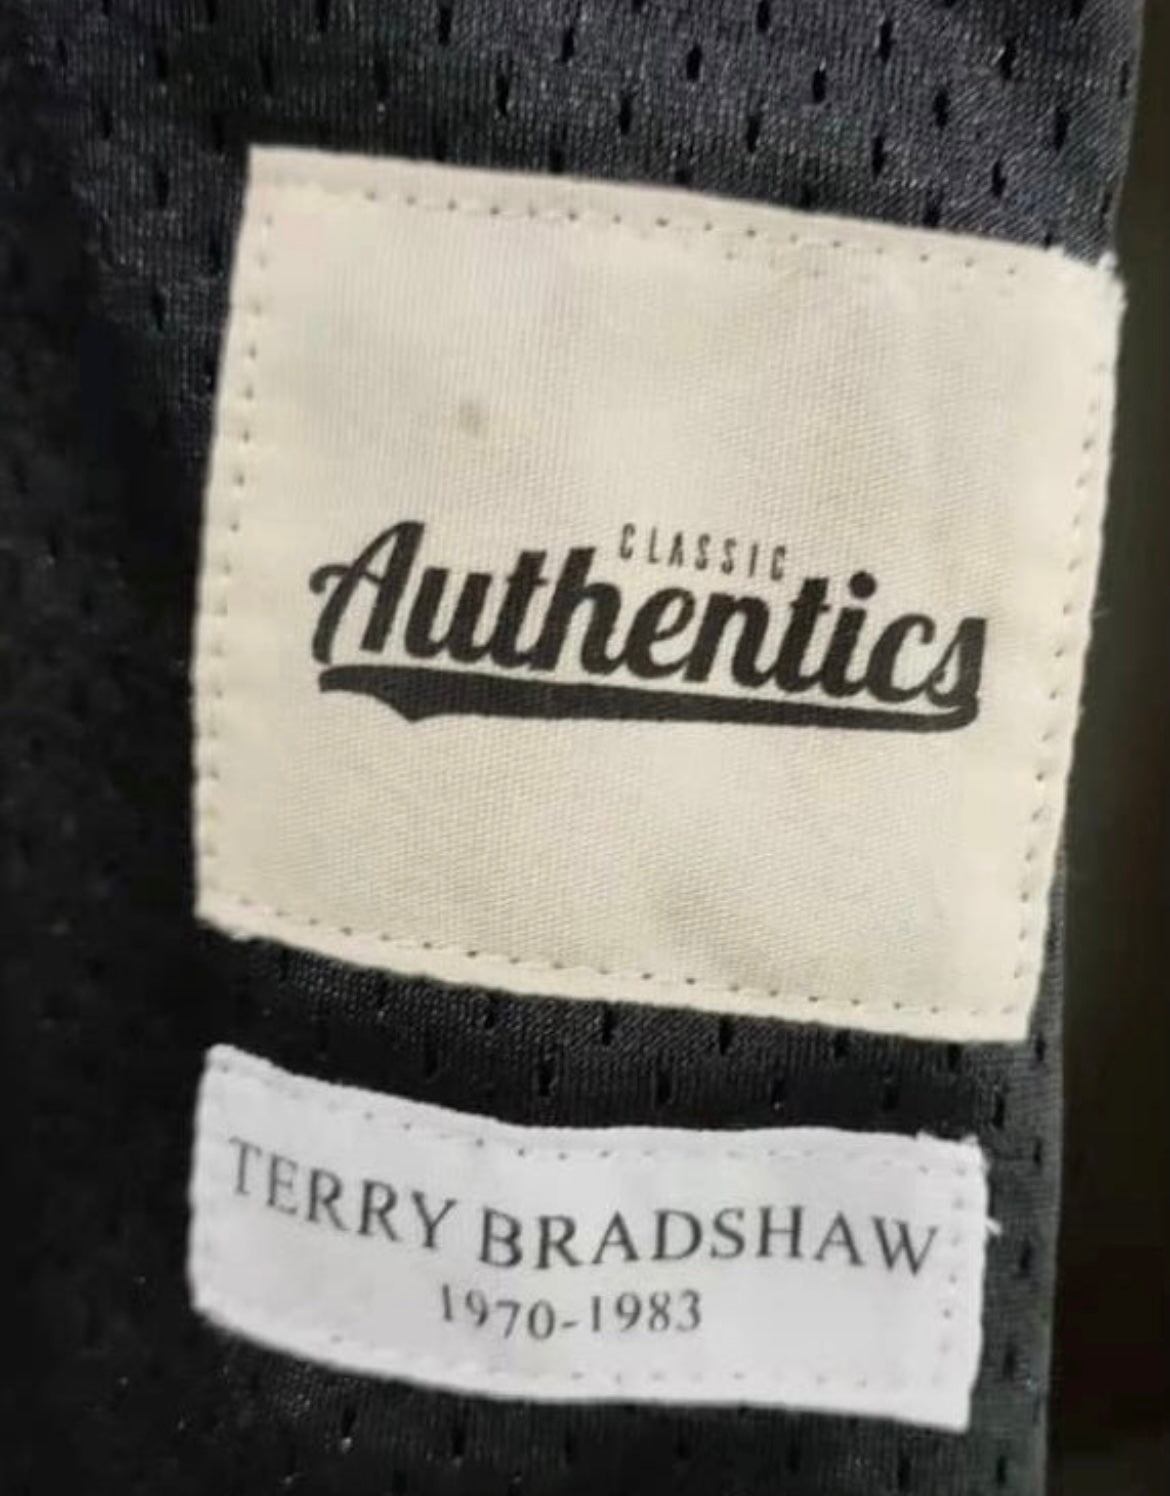 CLASSIC
Authentics
TERRY BRADSHAW
1970-1983